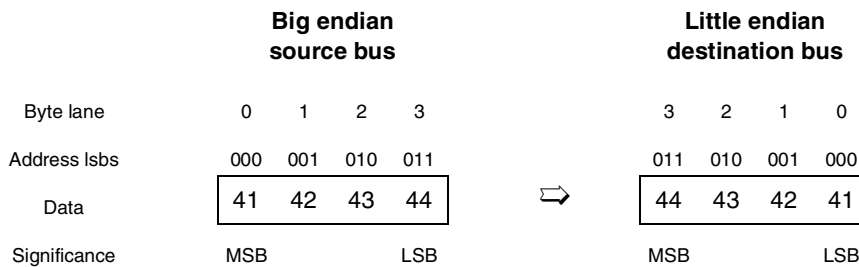 Big endian
source bus
Little endian
destination bus
Byte lane 0 1 2 3 3 2 1 0
Address lsbs 000 001 010 011 011 010 001 000
Data 41 42 43 44 ⇨ 44 43 42 41
Significance MSB LSB MSB LSB